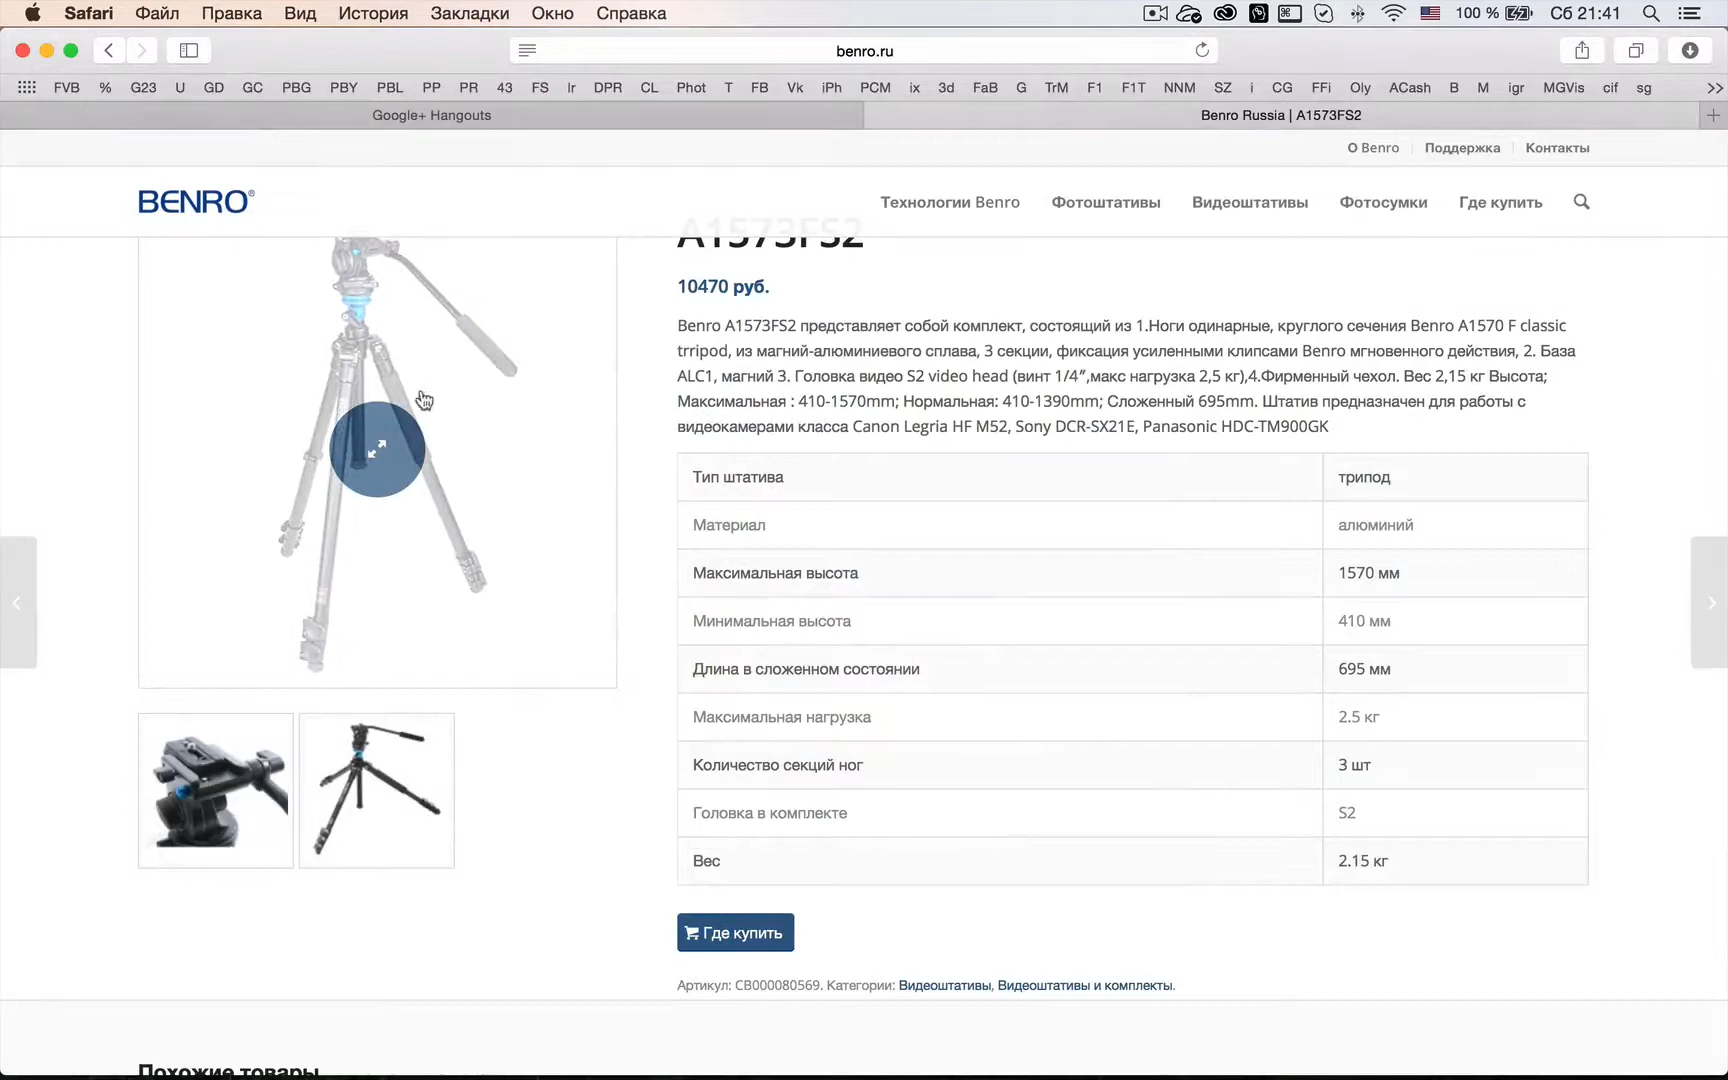 Safari Файл Правка Вид История Закладки Окно Справка 100 % Сб 21:41
benro.ru
FVB % G23 U GD GC PBG PBY PBL PP PR 43 FS Ir DPR CL Phot T FB Vk iPh PCM ix 3d FaB G TrM F1 F1T NNM SZ i CG FFi Oly ACash B M igr MGVis cif sg
Google+ Hangouts
Benro Russia | A1573FS2
О Benro Поддержка Контакты
BENRO®
Технологии Benro Фотоштативы Видеоштативы Фотосумки Где купить
A1573FS2
10470 руб.
Benro A1573FS2 представляет собой комплект, состоящий из 1.Ноги одинарные, круглого сечения Benro A1570 F classic
trripod, из магний-алюминиевого сплава, 3 секции, фиксация усиленными клипсами Benro мгновенного действия, 2. База
ALC1, магний 3. Головка видео S2 video head (винт 1/4″,макс нагрузка 2,5 кг),4.Фирменный чехол. Вес 2,15 кг Высота;
Максимальная : 410-1570mm; Нормальная: 410-1390mm; Сложенный 695mm. Штатив предназначен для работы с
видеокамерами класса Canon Legria HF M52, Sony DCR-SX21E, Panasonic HDC-TM900GK
Тип штатива трипод
Материал алюминий
Максимальная высота 1570 мм
Минимальная высота 410 мм
Длина в сложенном состоянии 695 мм
Максимальная нагрузка 2.5 кг
Количество секций ног 3 шт
Головка в комплекте S2
Вес 2.15 кг
Где купить
Артикул: CB000080569. Категории: Видеоштативы, Видеоштативы и комплекты.
Похожие товары